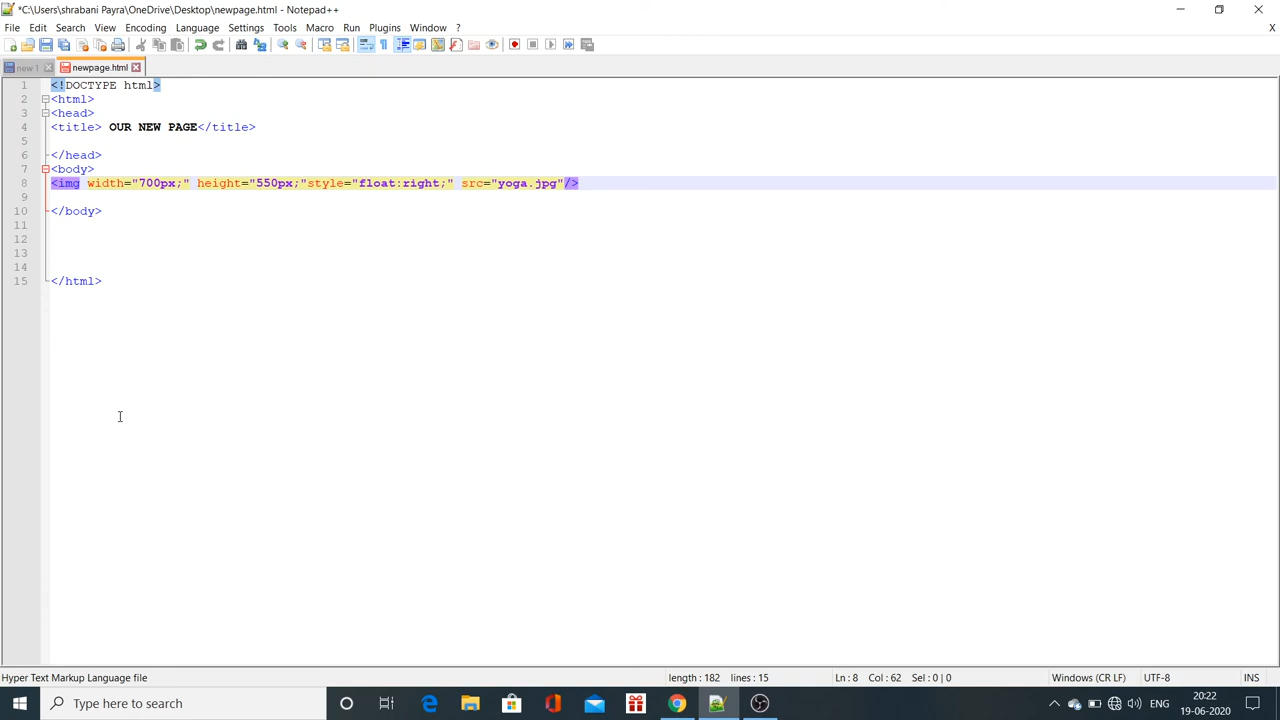 *C:\Users\shrabani Payra\OneDrive\Desktop\newpage.html - Notepad++
File Edit Search View Encoding Language Settings Tools Macro Run Plugins Window ? X
new 1 newpage.html
1 <!DOCTYPE html>
2 <html>
3 <head>
4 <title> OUR NEW PAGE</title>
5
6 </head>
7 <body>
8 <img width="700px;" height="550px;"style="float:right;" src="yoga.jpg"/>
9
10 </body>
11
12
13
14
15 </html>
Hyper Text Markup Language file length : 182 lines : 15 Ln : 8 Col : 62 Sel : 0 | 0 Windows (CR LF) UTF-8 INS
Type here to search ENG 20:22
19-06-2020